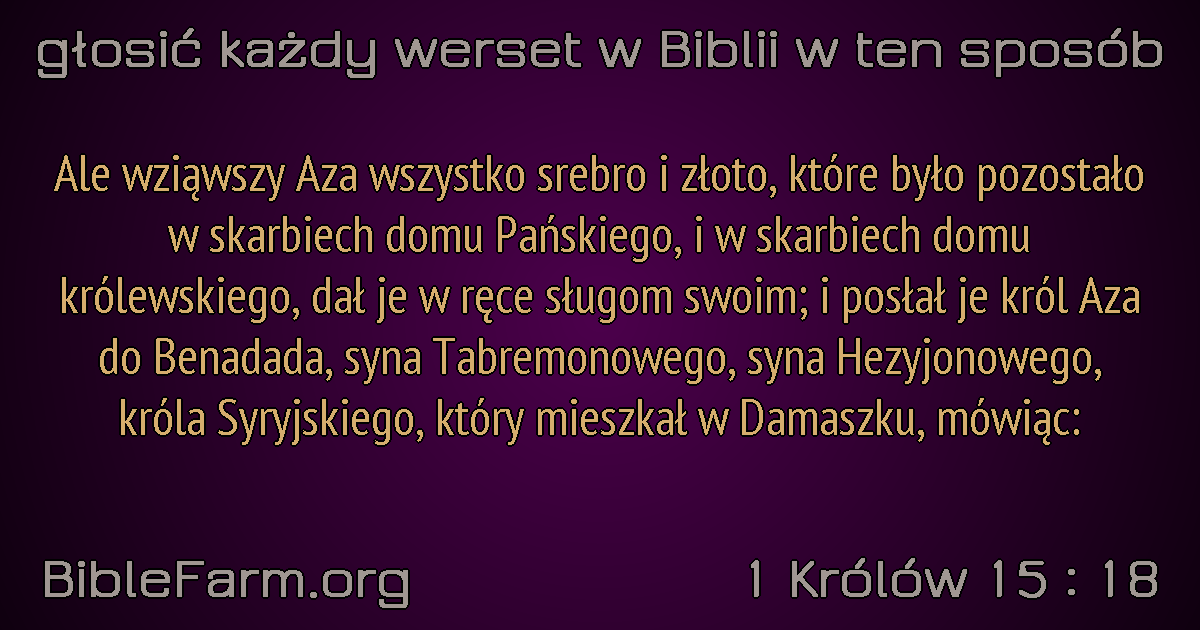 głosić każdy werset w Biblii w ten sposób
Ale wziąwszy Aza wszystko srebro i złoto, które było pozostało
w skarbiech domu Pańskiego, i w skarbiech domu
królewskiego, dał je w ręce sługom swoim; i posłał je król Aza
do Benadada, syna Tabremonowego, syna Hezyjonowego,
króla Syryjskiego, który mieszkał w Damaszku, mówiąc:
BibleFarm.org
1 Królów 15 : 18